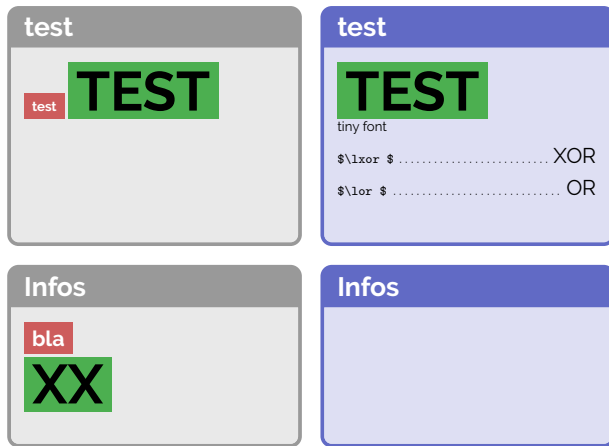 test
test TEST
test
TEST
tiny font
$\lxor $ .......................... XOR
$\lor $ ............................. OR
Infos
bla
XX
Infos